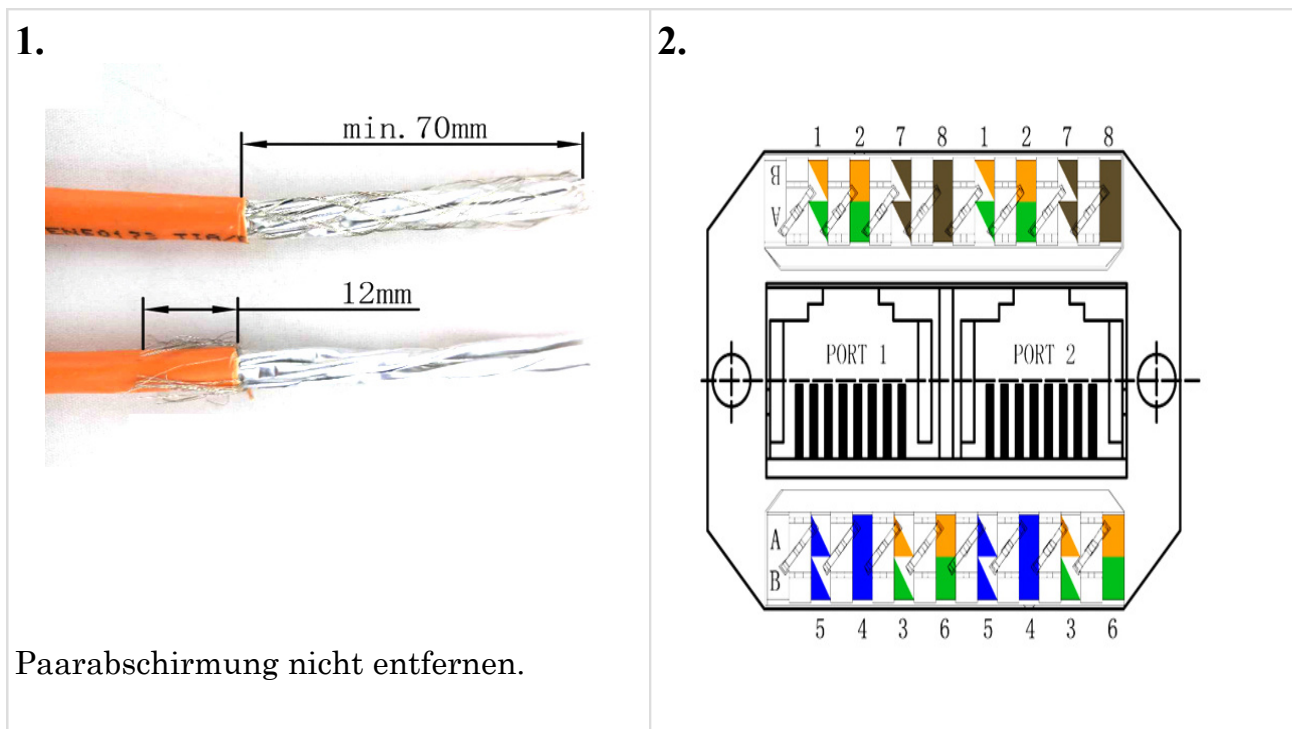 1.
min.70mm
12mm
Paarabschirmung nicht entfernen.
2.
1 2 7 8 1 2 7 8
B
A
PORT 1 PORT 2
A
B
5 4 3 6 5 4 3 6